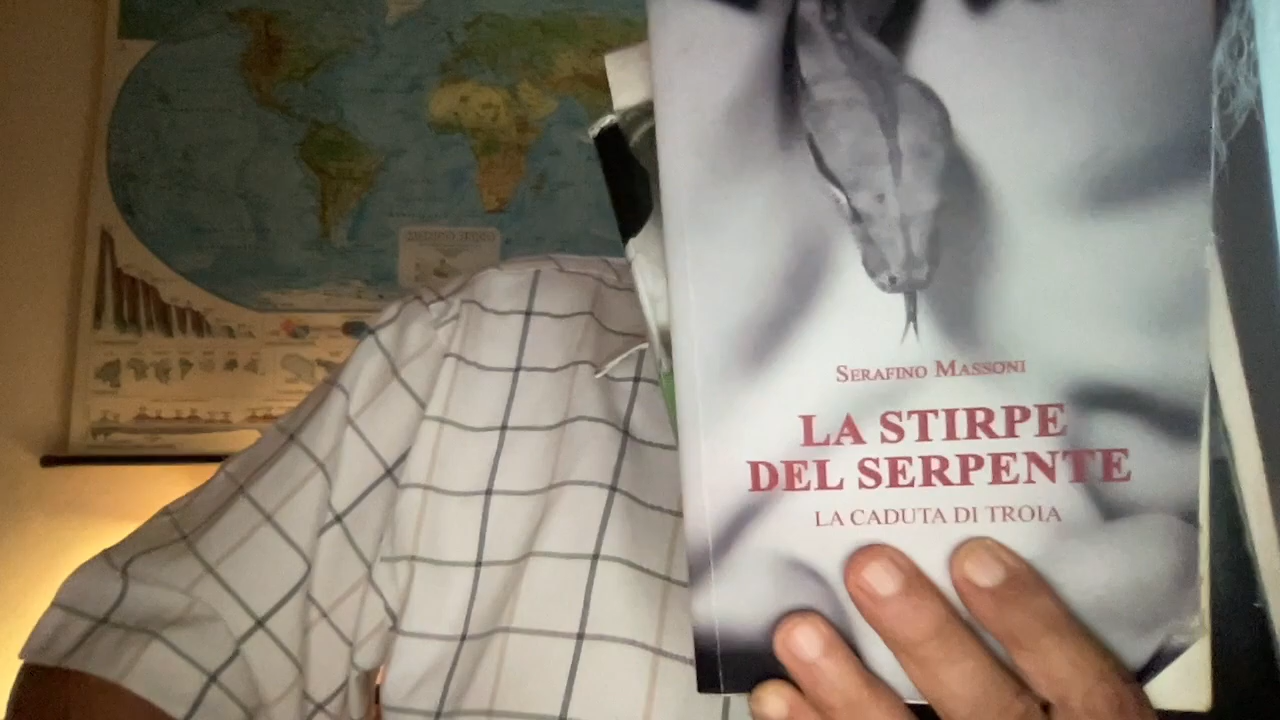 SERAFINO MASSONI
LA STIRPE
DEL SERPENTE
LA CADUTA DI TROIA